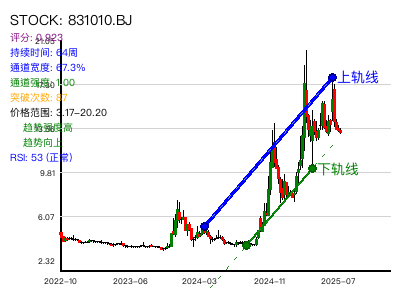 STOCK: 831010.BJ
评分: 0.923
持续时间: 64周
通道宽度: 67.3%
通道强度: 1.00
突破次数: 87
价格范围: 3.17-20.20
趋势强度高
趋势向上
RSI: 53 (正常)
上轨线
下轨线
9.81
6.07
2.32
2022-10
2023-06
2024-03
2024-11
2025-07